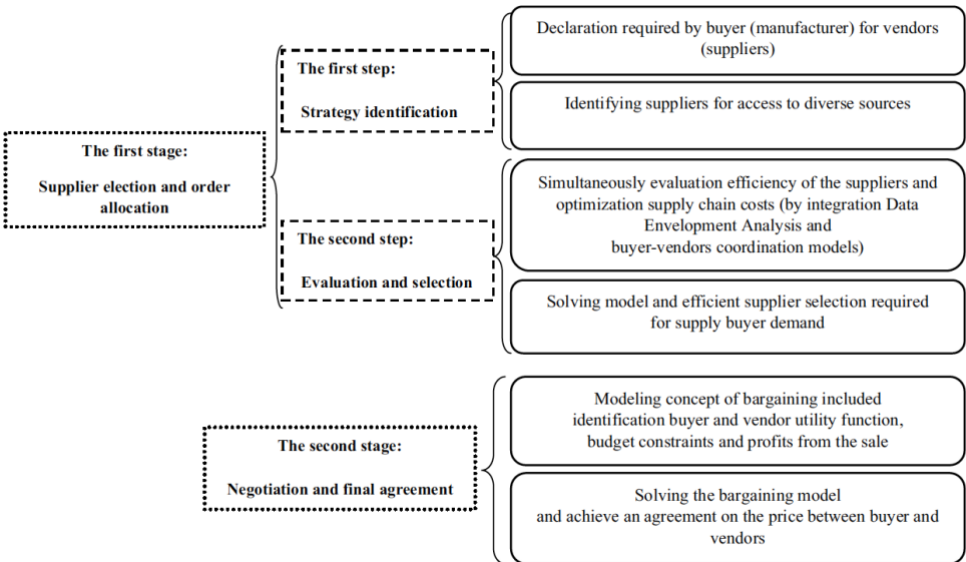 The first stage:
Supplier election and order
allocation
The first step:
Strategy identification
Declaration required by buyer (manufacturer) for vendors
(suppliers)
Identifying suppliers for access to diverse sources
The second step:
Evaluation and selection
Simultaneously evaluation efficiency of the suppliers and
optimization supply chain costs (by integration Data
Envelopment Analysis and
buyer-vendors coordination models)
Solving model and efficient supplier selection required
for supply buyer demand
The second stage:
Negotiation and final agreement
Modeling concept of bargaining included
identification buyer and vendor utility function,
budget constraints and profits from the sale
Solving the bargaining model
and achieve an agreement on the price between buyer and
vendors